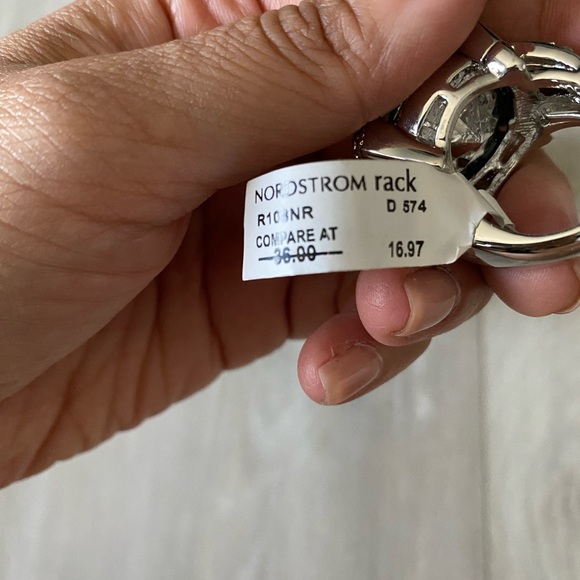 NORDSTROM rack
R108NR D 574
COMPARE AT
36.00 16.97